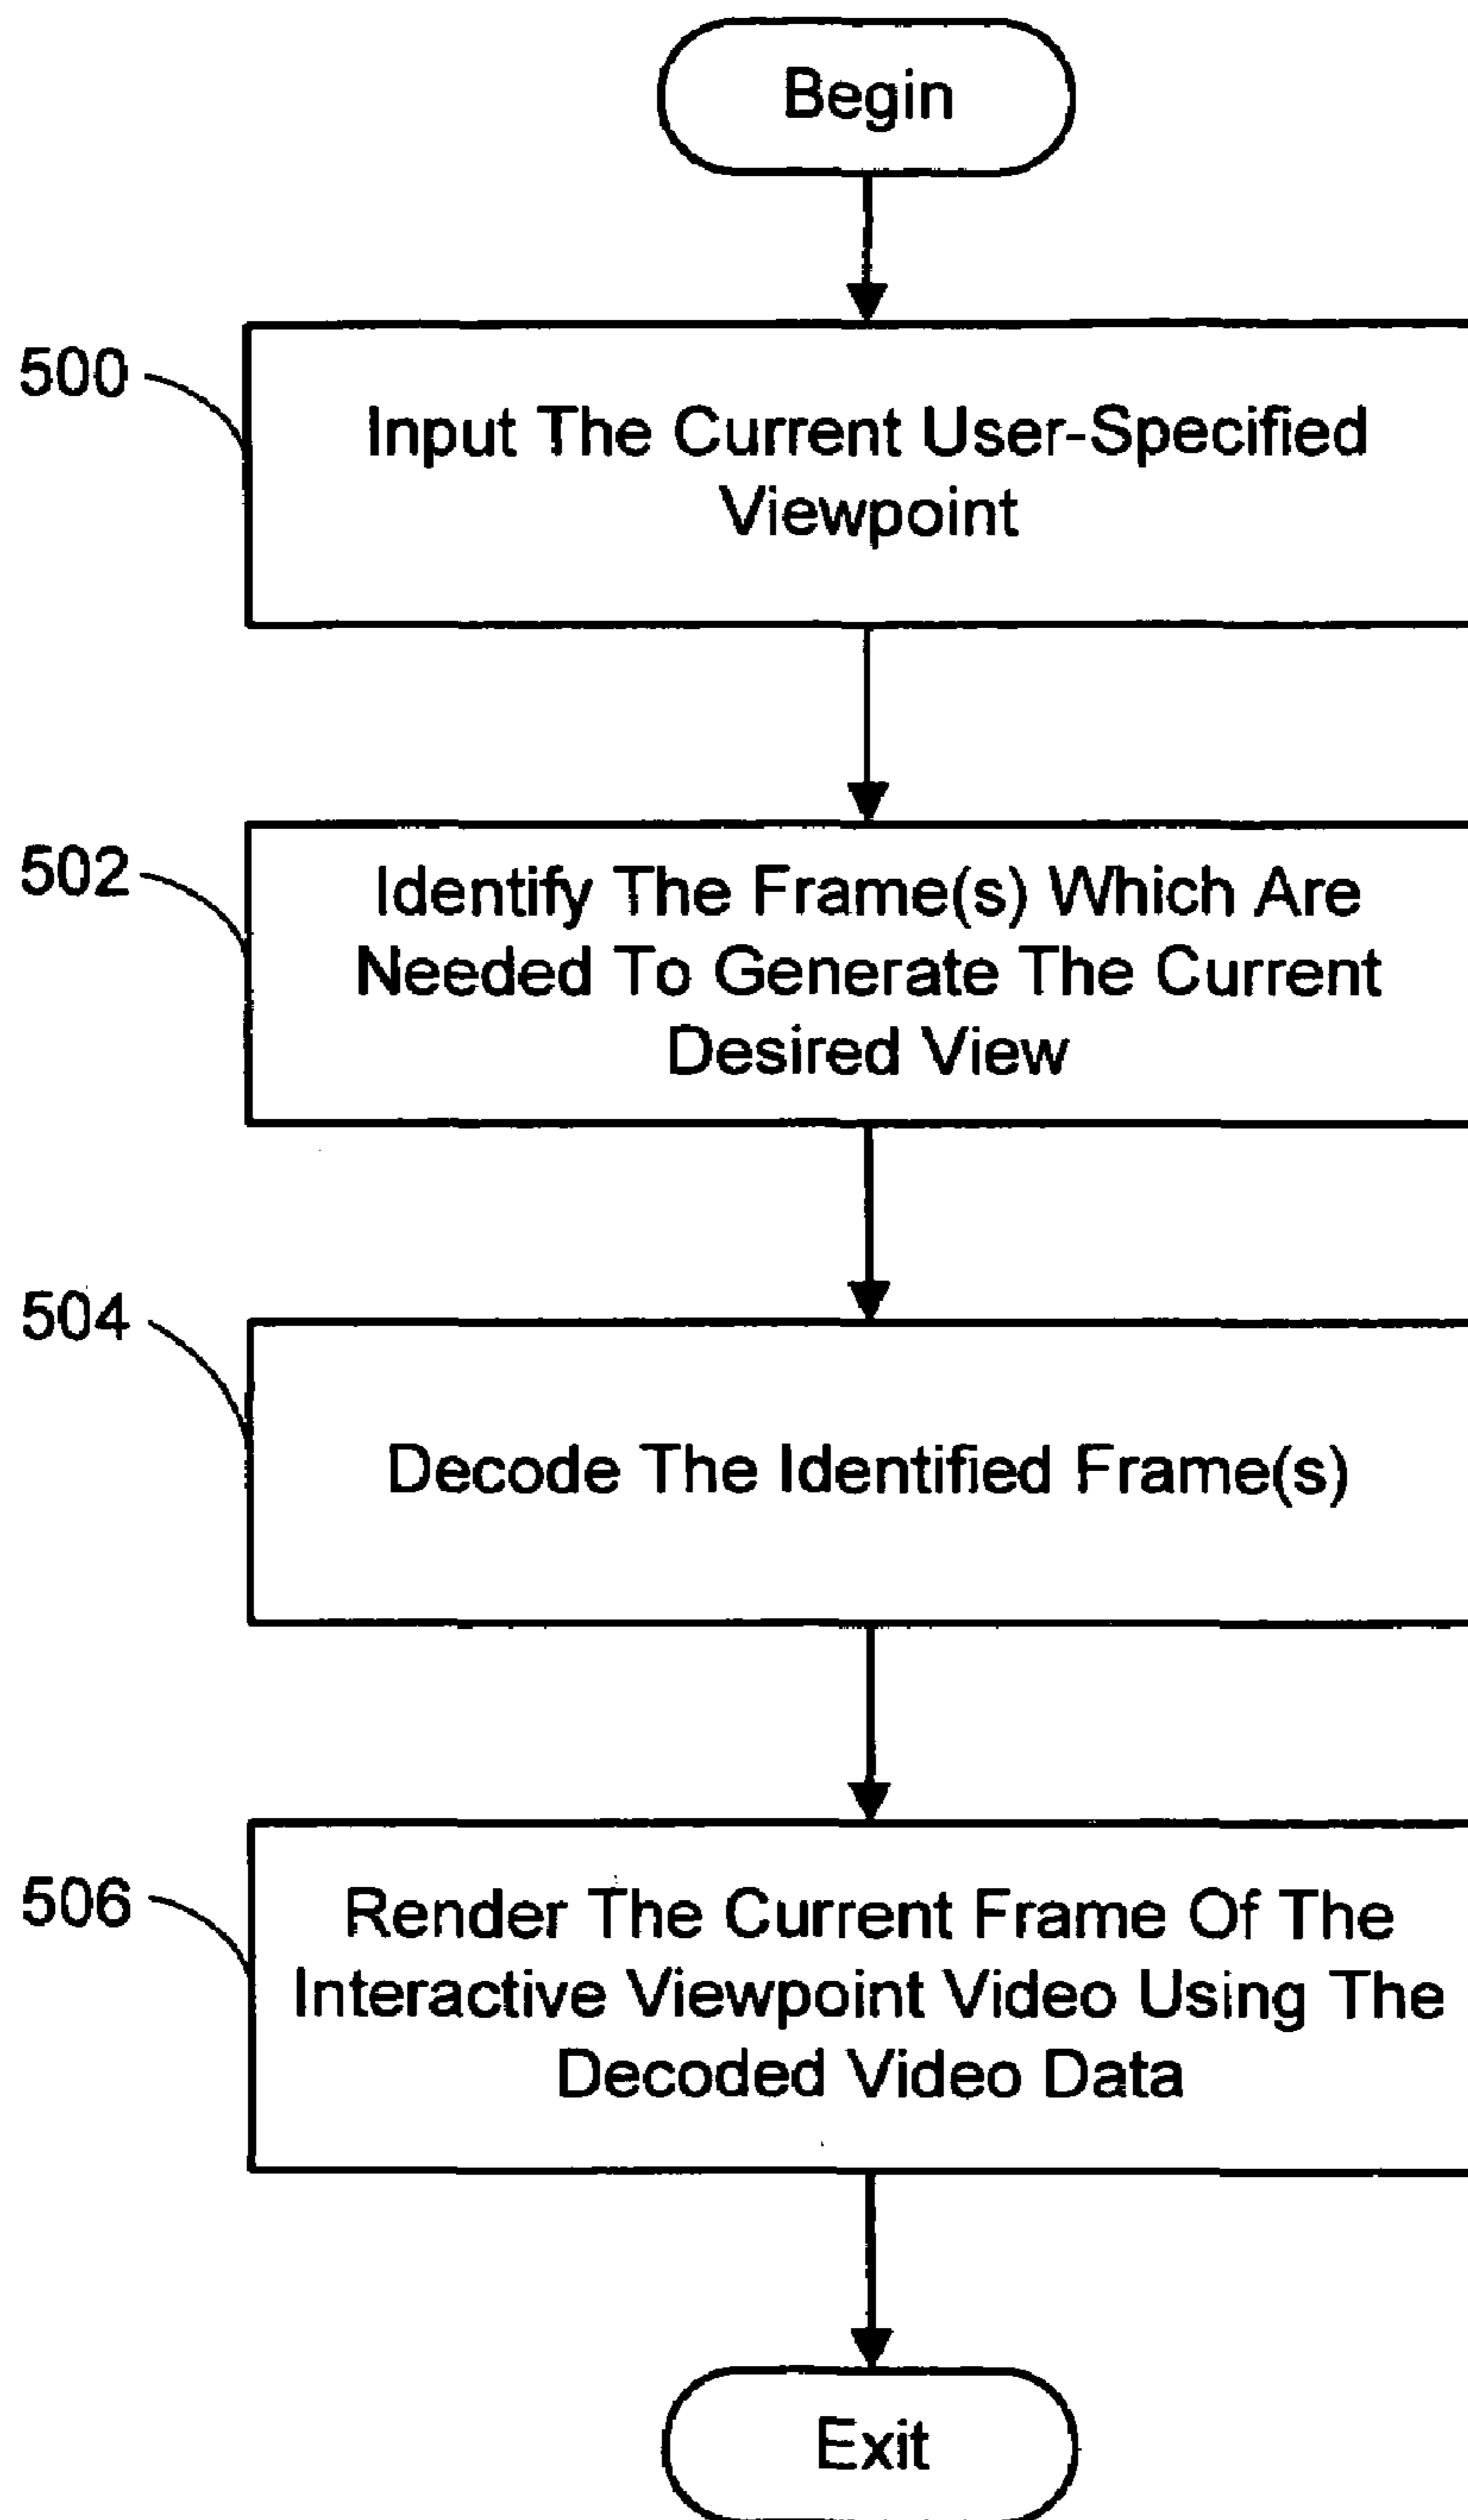 Begin
500
Input The Current User-Specified
Viewpoint
502
Identify The Frame(s) Which Are
Needed To Generate The Current
Desired View
504
Decode The Identified Frame(s)
506
Render The Current Frame Of The
Interactive Viewpoint Video Using The
Decoded Video Data
Exit